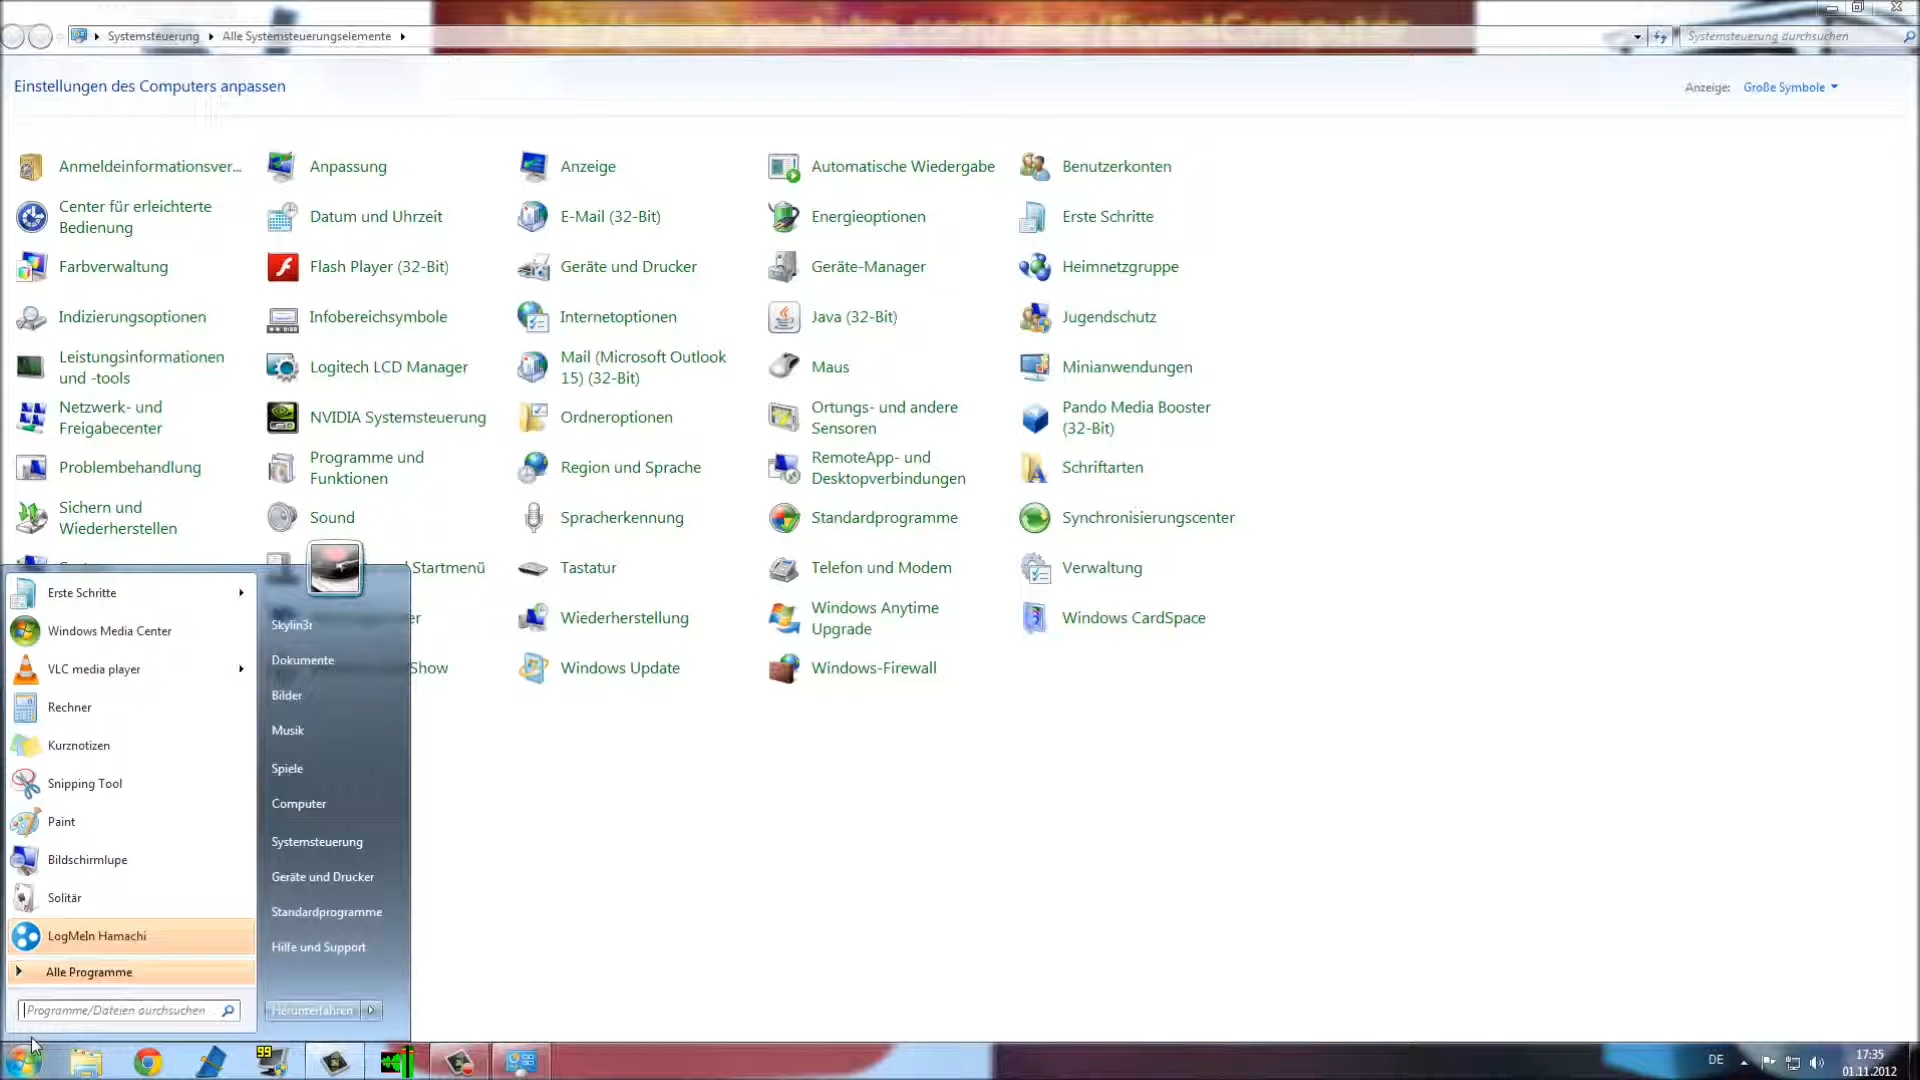 Systemsteuerung
Alle Systemsteuerungselemente
Systemsteuerung durchsuchen
Einstellungen des Computers anpassen
Anzeige:
Große Symbole
Anmeldeinformationsver...
Anpassung
Anzeige
Automatische Wiedergabe
Benutzerkonten
Center für erleichterte
Bedienung
Datum und Uhrzeit
E-Mail (32-Bit)
Energieoptionen
Erste Schritte
Farbverwaltung
Flash Player (32-Bit)
Geräte und Drucker
Geräte-Manager
Heimnetzgruppe
Indizierungsoptionen
Infobereichsymbole
Internetoptionen
Java (32-Bit)
Jugendschutz
Leistungsinformationen
und -tools
Logitech LCD Manager
Mail (Microsoft Outlook
15) (32-Bit)
Maus
Minianwendungen
Netzwerk- und
Freigabecenter
NVIDIA Systemsteuerung
Ordneroptionen
Ortungs- und andere
Sensoren
Pando Media Booster
(32-Bit)
Problembehandlung
Programme und
Funktionen
Region und Sprache
RemoteApp- und
Desktopverbindungen
Schriftarten
Sichern und
Wiederherstellen
Sound
Spracherkennung
Standardprogramme
Synchronisierungscenter
Startmenü
Tastatur
Telefon und Modem
Verwaltung
er
Wiederherstellung
Windows Anytime
Upgrade
Windows CardSpace
Show
Windows Update
Windows-Firewall
Erste Schritte
Windows Media Center
VLC media player
Rechner
Kurznotizen
Snipping Tool
Paint
Bildschirmlupe
Solitär
LogMeIn Hamachi
Alle Programme
Programme/Dateien durchsuchen
Skylin3r
Dokumente
Bilder
Musik
Spiele
Computer
Systemsteuerung
Geräte und Drucker
Standardprogramme
Hilfe und Support
Herunterfahren
99
DE
17:35
01.11.2012